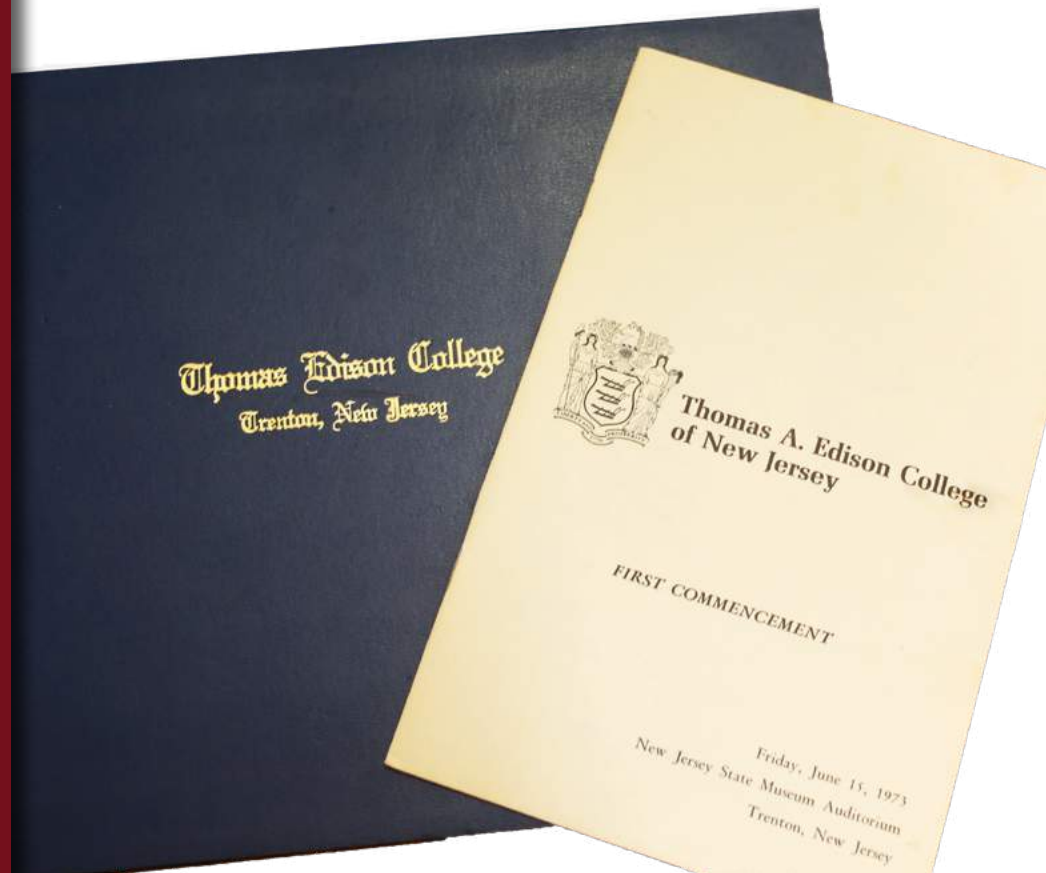 Thomas Edison College
Trenton, New Jersey
Thomas A. Edison College
of New Jersey
FIRST COMMENCEMENT
Friday, June 15, 1973
New Jersey State Museum Auditorium
Trenton, New Jersey